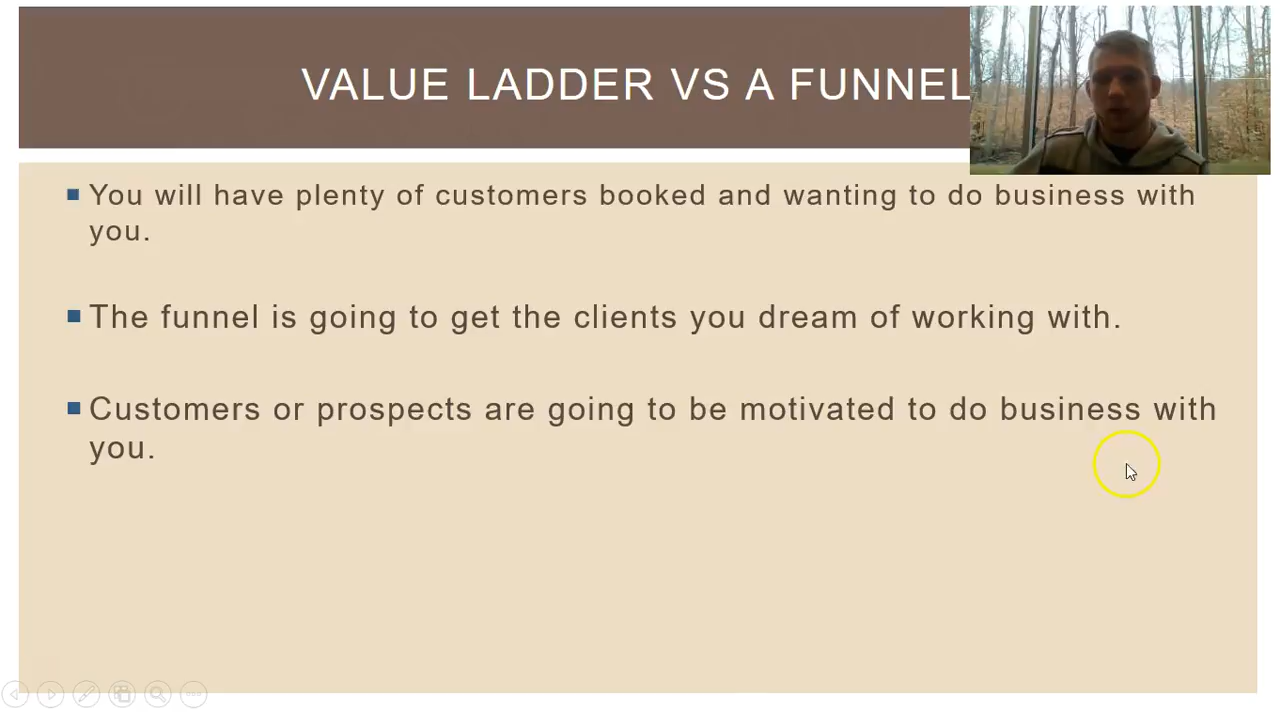 VALUE LADDER VS A FUNNEL
You will have plenty of customers booked and wanting to do business with
you.
The funnel is going to get the clients you dream of working with.
Customers or prospects are going to be motivated to do business with
you.